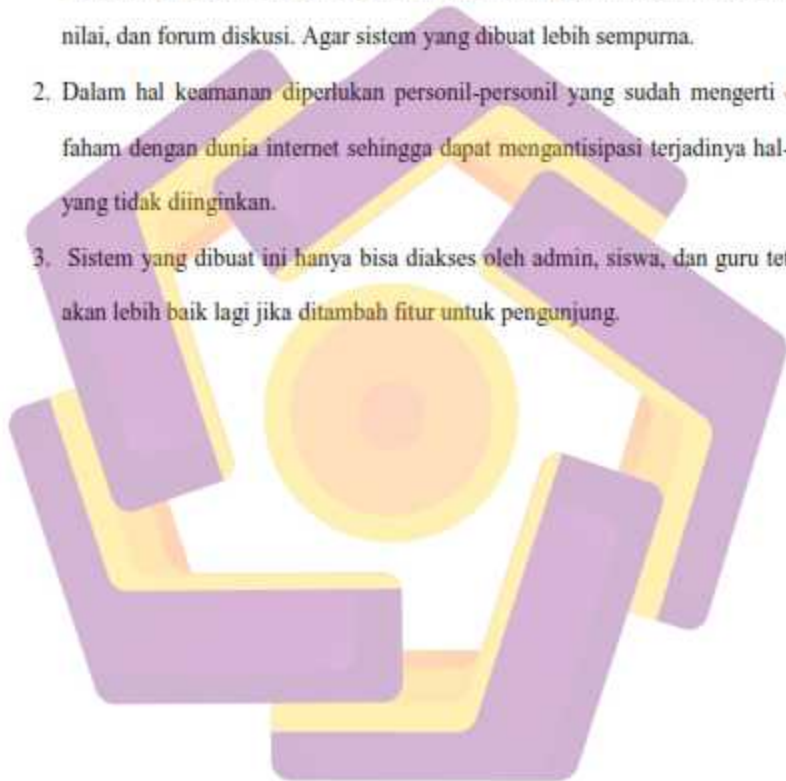 nilai, dan forum diskusi. Agar sistem yang dibuat lebih sempurna.
2. Dalam hal keamanan diperlukan personil-personil yang sudah mengerti
faham dengan dunia internet sehingga dapat mengantisipasi terjadinya hal-
yang tidak diinginkan.
3. Sistem yang dibuat ini hanya bisa diakses oleh admin, siswa, dan guru
akan lebih baik lagi jika ditambah fitur untuk pengunjung.